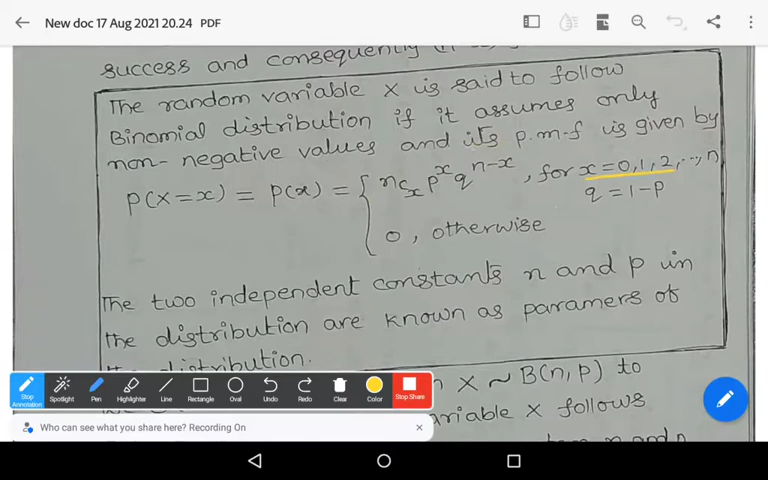 New doc 17 Aug 2021 20.24 PDF
success and consequently
The random variable X is said to follow
Binomial distribution if it assumes only
non-negative values and its p.m.f is given by
P(X=x) = P(x) = { nCx p^x q^n-x , for x=0,1,2,..,n
q = 1-p
0, otherwise
The two independent constants n and p in
the distribution are known as paramers of
the distribution.
X ~ B(n,p) to
variable X follows
n and p
Stop Annotation
Spotlight
Pen
Highlighter
Line
Rectangle
Oval
Undo
Redo
Clear
Color
Stop Share
Who can see what you share here? Recording On